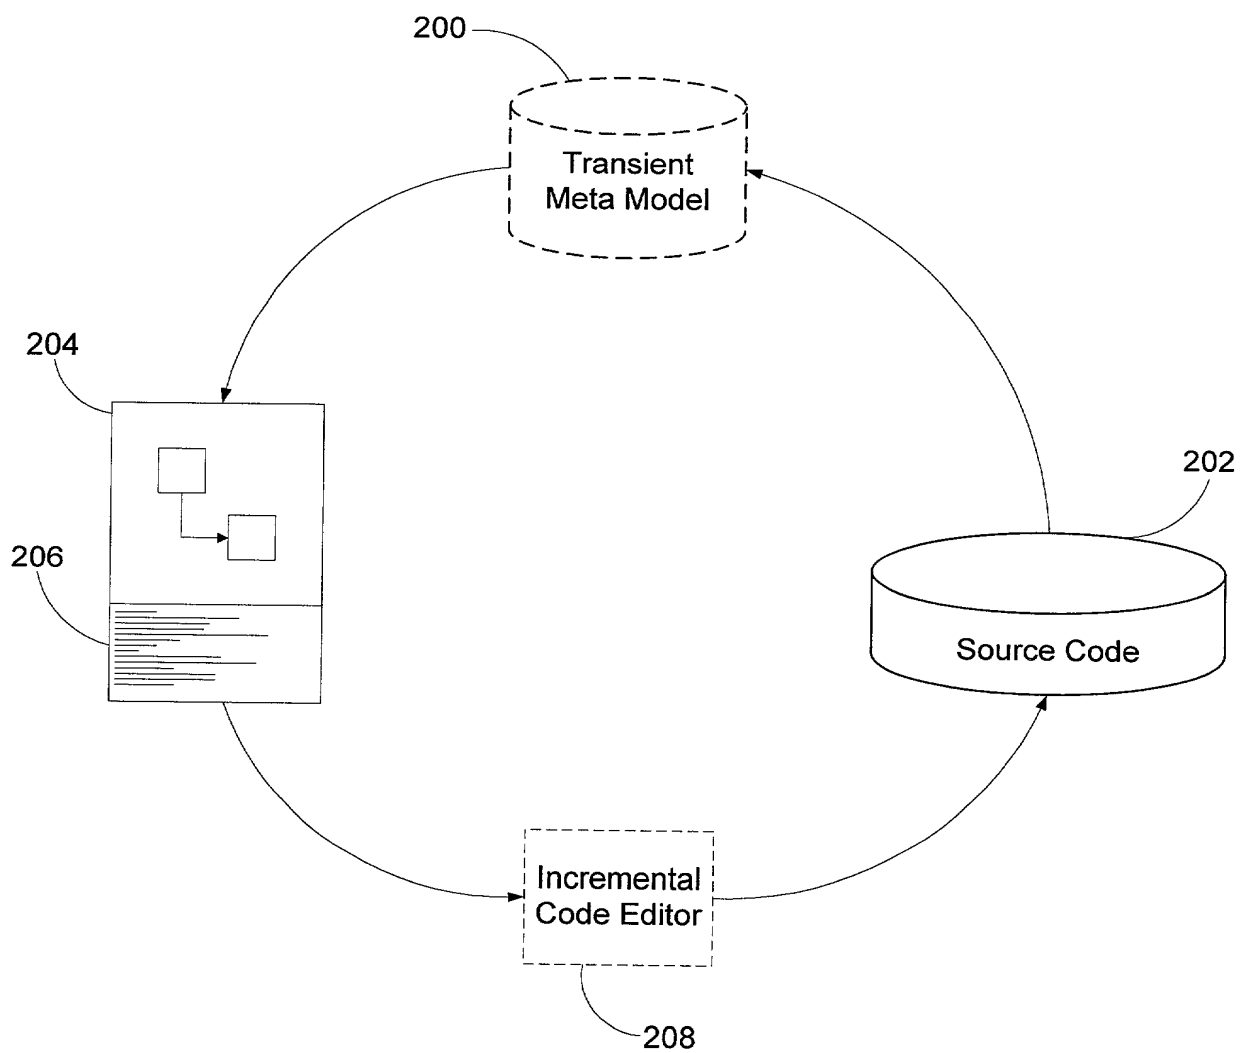 200
Transient
Meta Model
204
202
206
Source Code
Incremental
Code Editor
208